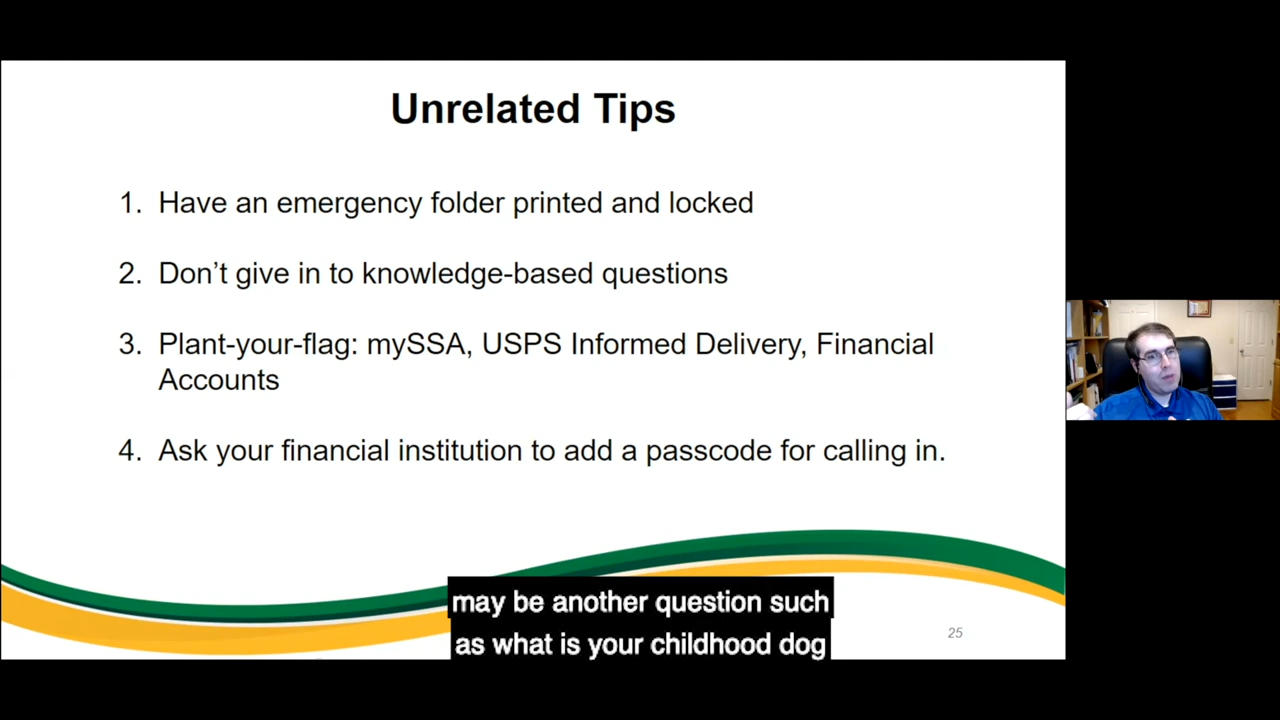 Unrelated Tips
1. Have an emergency folder printed and locked
2. Don’t give in to knowledge-based questions
3. Plant-your-flag: mySSA, USPS Informed Delivery, Financial
Accounts
4. Ask your financial institution to add a passcode for calling in.
may be another question such
as what is your childhood dog
25